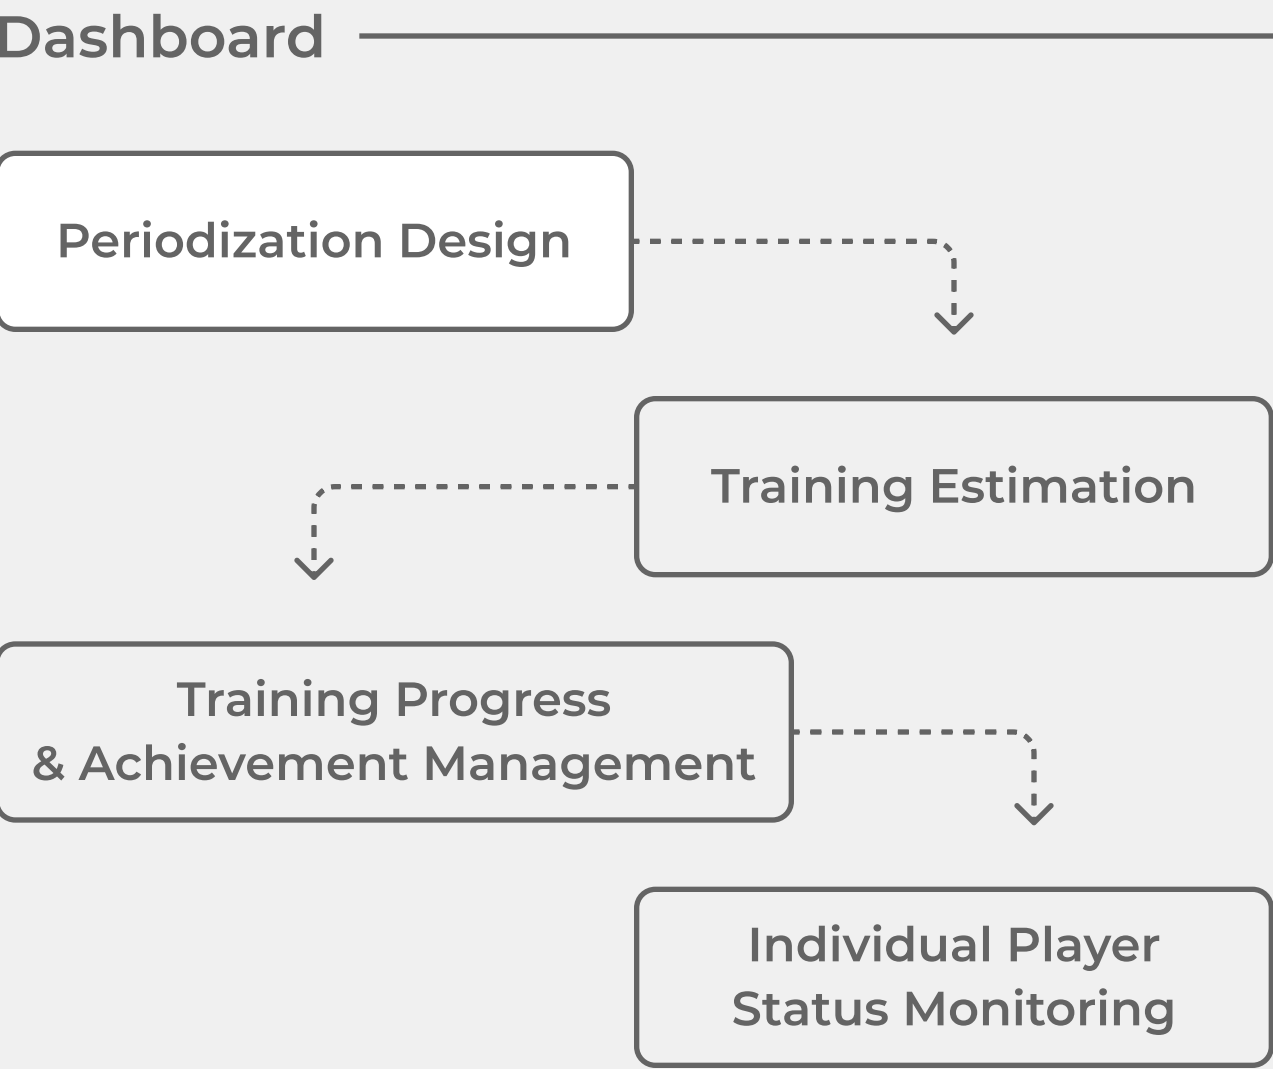 Dashboard
Periodization Design
Training Estimation
Training Progress
& Achievement Management
Individual Player
Status Monitoring